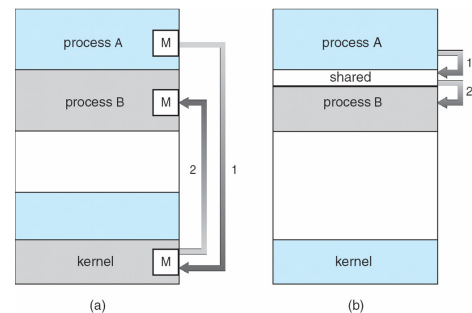 process A
M
process B
M
2
1
kernel
M
(a)
process A
1
shared
2
process B
kernel
(b)